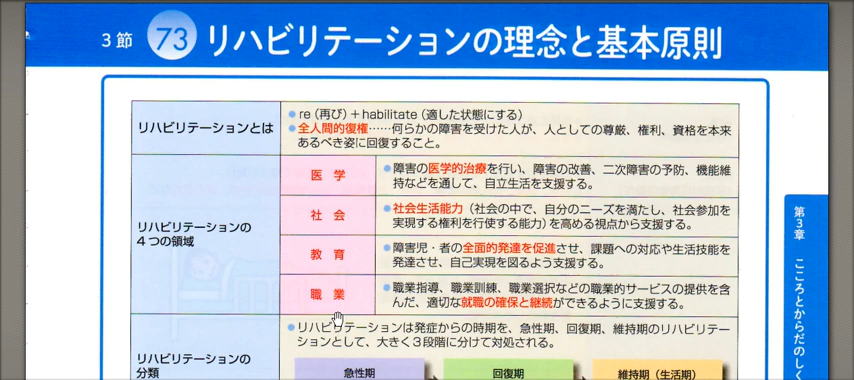 3節 73 リハビリテーションの理念と基本原則
リハビリテーションとは
●re（再び）＋habilitate（適した状態にする）
●全人間的復権……何らかの障害を受けた人が、人としての尊厳、権利、資格を本来
あるべき姿に回復すること。
リハビリテーションの
4つの領域
医 学
●障害の医学的治療を行い、障害の改善、二次障害の予防、機能維
持などを通して、自立生活を支援する。
社 会
●社会生活能力（社会の中で、自分のニーズを満たし、社会参加を
実現する権利を行使する能力）を高める視点から支援する。
教 育
●障害児・者の全面的発達を促進させ、課題への対応や生活技能を
発達させ、自己実現を図るよう支援する。
職 業
●職業指導、職業訓練、職業選択などの職業的サービスの提供を含
んだ、適切な就職の確保と継続ができるように支援する。
リハビリテーションの
分類
●リハビリテーションは発症からの時期を、急性期、回復期、維持期のリハビリテー
ションとして、大きく3段階に分けて対処される。
急性期
回復期
維持期（生活期）
第3章 こころとからだのしく